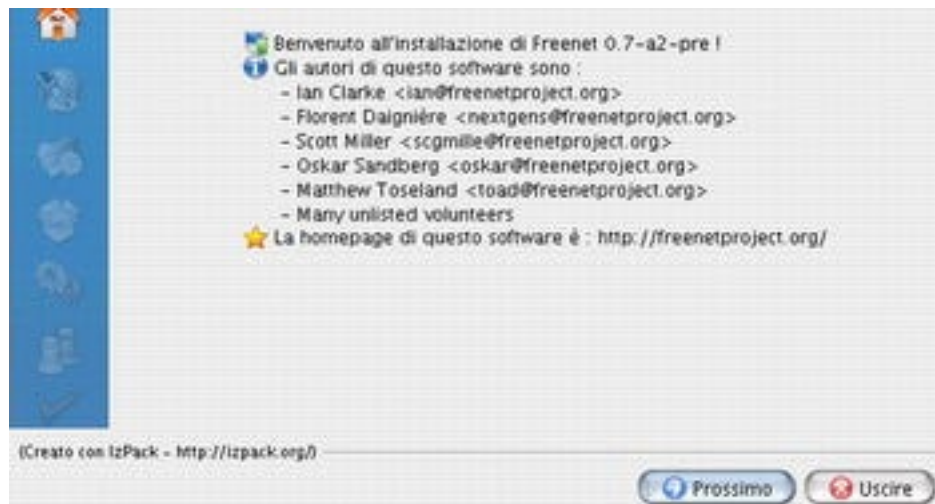 Benvenuto all'installazione di Freenet 0.7-a2-pre !
Gli autori di questo software sono :
- Ian Clarke <ian@freenetproject.org>
- Florent Daignière <nextgens@freenetproject.org>
- Scott Miller <scgmille@freenetproject.org>
- Oskar Sandberg <oskar@freenetproject.org>
- Matthew Toseland <toad@freenetproject.org>
- Many unlisted volunteers
La homepage di questo software è : http://freenetproject.org/
(Creato con IzPack - http://izpack.org/)
Prossimo
Uscire